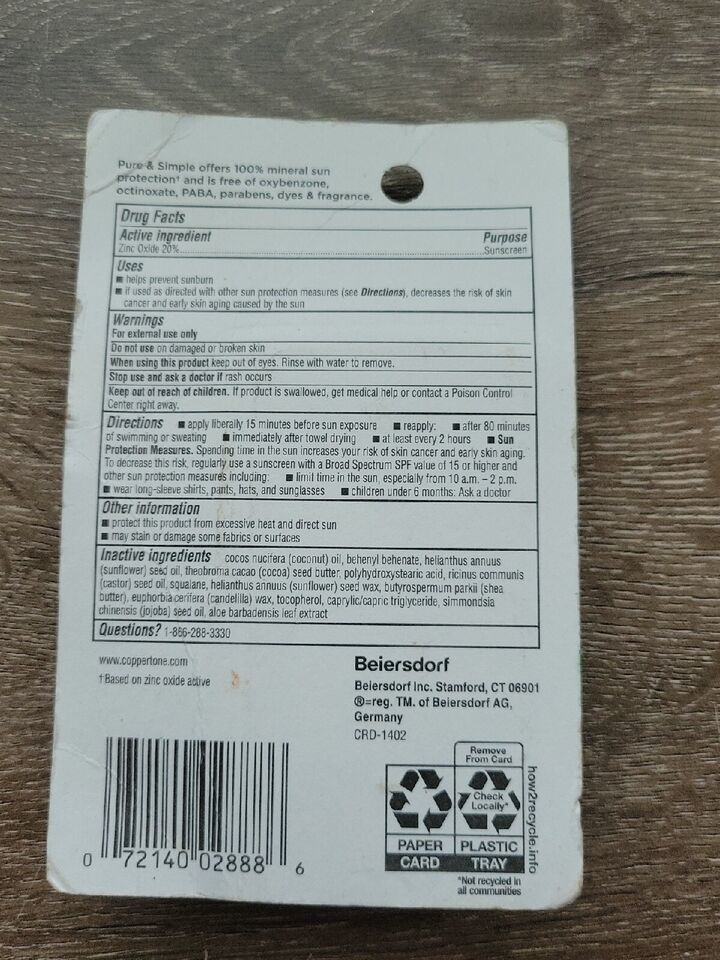 Pure & Simple offers 100% mineral sun
protection† and is free of oxybenzone,
octinoxate, PABA, parabens, dyes & fragrance.
Drug Facts
Active ingredient Purpose
Zinc Oxide 20%..........Sunscreen
Uses
■ helps prevent sunburn
■ if used as directed with other sun protection measures (see Directions), decreases the risk of skin
cancer and early skin aging caused by the sun
Warnings
For external use only
Do not use on damaged or broken skin
When using this product keep out of eyes. Rinse with water to remove.
Stop use and ask a doctor if rash occurs
Keep out of reach of children. If product is swallowed, get medical help or contact a Poison Control
Center right away.
Directions ■ apply liberally 15 minutes before sun exposure ■ reapply: ■ after 80 minutes
of swimming or sweating ■ immediately after towel drying ■ at least every 2 hours ■ Sun
Protection Measures. Spending time in the sun increases your risk of skin cancer and early skin aging.
To decrease this risk, regularly use a sunscreen with a Broad Spectrum SPF value of 15 or higher and
other sun protection measures including: ■ limit time in the sun, especially from 10 a.m. – 2 p.m.
■ wear long-sleeve shirts, pants, hats, and sunglasses ■ children under 6 months: Ask a doctor
Other information
■ protect this product from excessive heat and direct sun
■ may stain or damage some fabrics or surfaces
Inactive ingredients cocos nucifera (coconut) oil, behenyl behenate, helianthus annuus
(sunflower) seed oil, theobroma cacao (cocoa) seed butter, polyhydroxystearic acid, ricinus communis
(castor) seed oil, squalane, helianthus annuus (sunflower) seed wax, butyrospermum parkii (shea
butter), euphorbia cerifera (candelilla) wax, tocopherol, caprylic/capric triglyceride, simmondsia
chinensis (jojoba) seed oil, aloe barbadensis leaf extract
Questions? 1-866-288-3330
www.coppertone.com
† Based on zinc oxide active
Beiersdorf
Beiersdorf Inc. Stamford, CT 06901
®=reg. TM. of Beiersdorf AG,
Germany
CRD-1402
Remove
From Card
Check
Locally*
PAPER
CARD
PLASTIC
TRAY
how2recycle.info
*Not recycled in
all communities
0 72140 02888 6